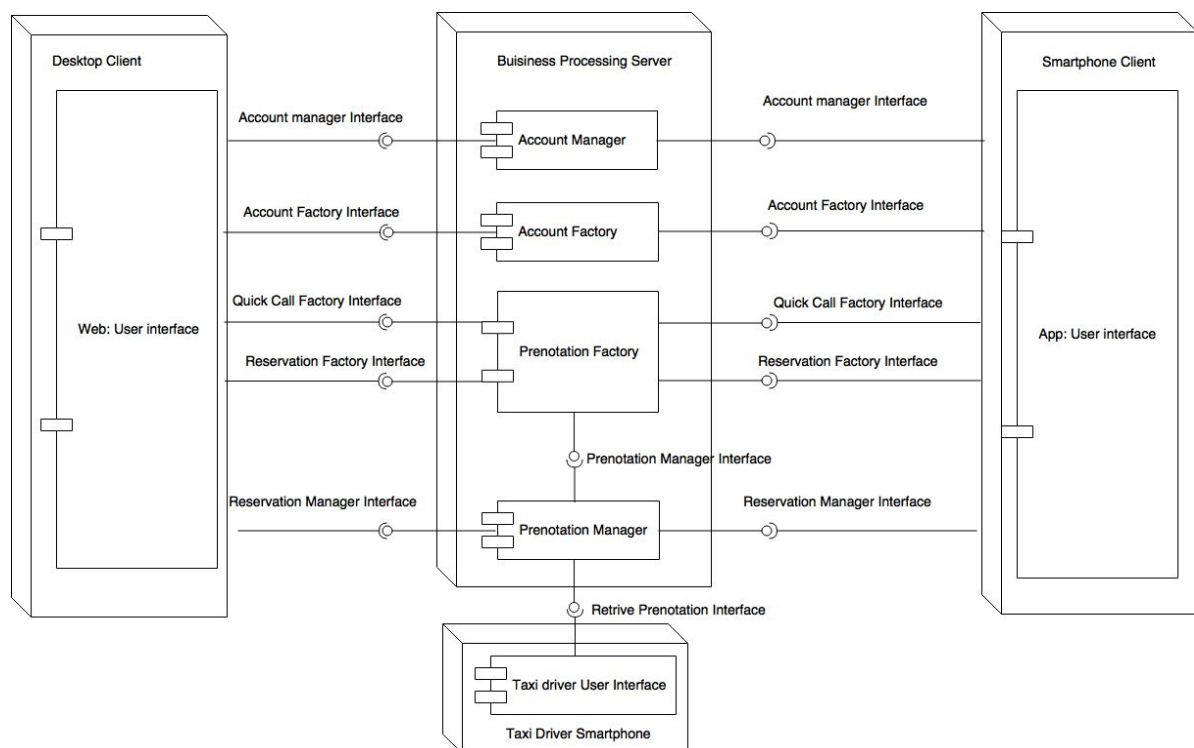 Desktop Client
Buisiness Processing Server
Smartphone Client
Account manager Interface
Account Manager
Account manager Interface
Account Factory Interface
Account Factory
Account Factory Interface
Quick Call Factory Interface
Quick Call Factory Interface
Web: User interface
Prenotation Factory
App: User interface
Reservation Factory Interface
Reservation Factory Interface
Prenotation Manager Interface
Reservation Manager Interface
Prenotation Manager
Reservation Manager Interface
Retrive Prenotation Interface
Taxi driver User Interface
Taxi Driver Smartphone